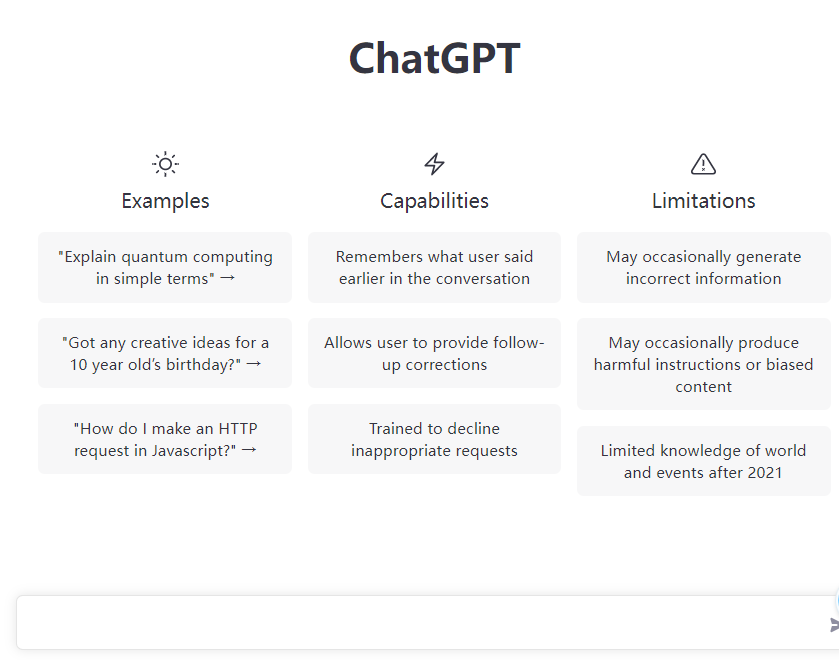 ChatGPT
Examples
"Explain quantum computing
in simple terms" →
"Got any creative ideas for a
10 year old’s birthday?" →
"How do I make an HTTP
request in Javascript?" →
Capabilities
Remembers what user said
earlier in the conversation
Allows user to provide follow-
up corrections
Trained to decline
inappropriate requests
Limitations
May occasionally generate
incorrect information
May occasionally produce
harmful instructions or biased
content
Limited knowledge of world
and events after 2021